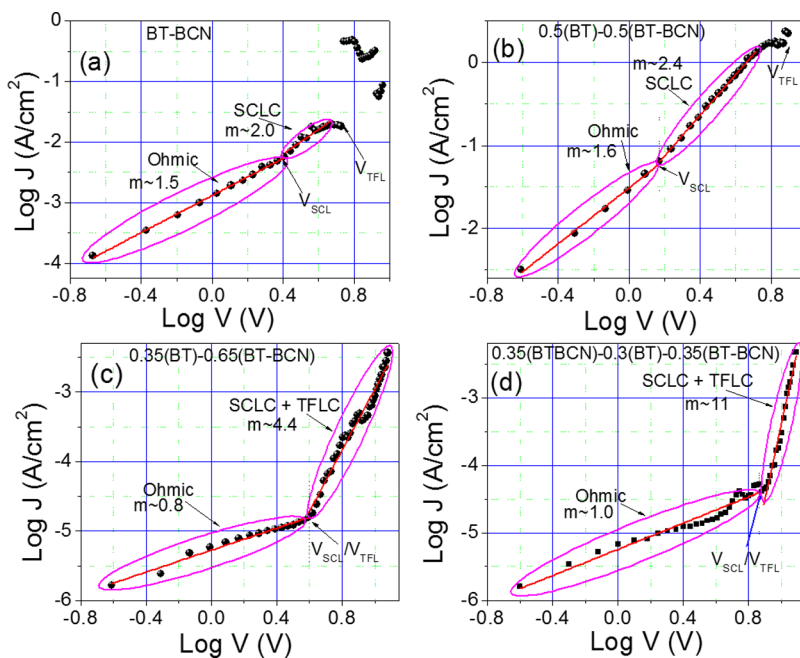 (a)
BT-BCN
SCLC
m~2.0
Ohmic
m~1.5
V_TFL
V_SCL
0
-1
-2
-3
-4
Log J (A/cm²)
-0.8 0.0 0.4 0.8
Log V (V)
(b)
0.5(BT)-0.5(BT-BCN)
m~2.4
SCLC
Ohmic
m~1.6
V_TFL
V_SCL
0
-1
-2
Log J (A/cm²)
-0.8 -0.4 0.0 0.4 0.8
Log V (V)
(c)
0.35(BT)-0.65(BT-BCN)
SCLC + TFLC
m~4.4
Ohmic
m~0.8
V_SCL/V_TFL
-3
-4
-5
-6
Log J (A/cm²)
-0.8 -0.4 0.0 0.4 0.8
Log V (V)
(d)
0.35(BTBCN)-0.3(BT)-0.35(BT-BCN)
SCLC + TFLC
m~11
Ohmic
m~1.0
V_SCL/V_TFL
-3
-4
-5
-6
Log J (A/cm²)
-0.8 -0.4 0.0 0.4 0.8
Log V (V)